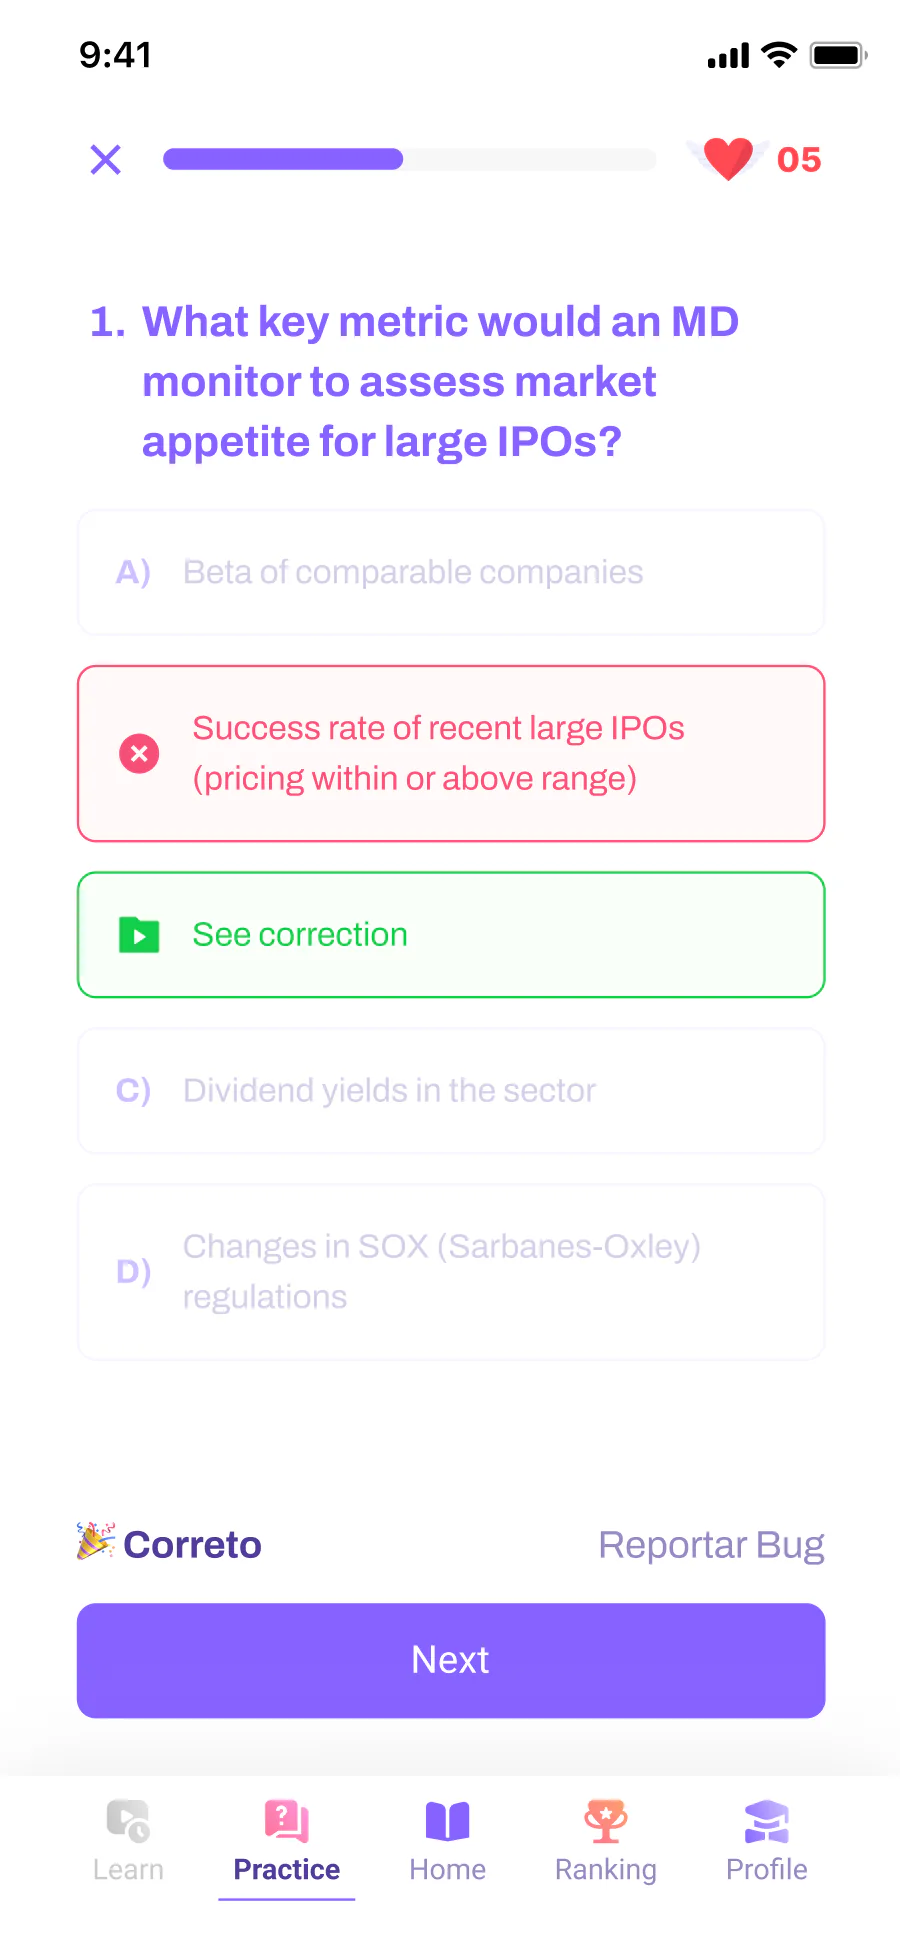 9:41
05
1. What key metric would an MD
monitor to assess market
appetite for large IPOs?
A) Beta of comparable companies
Success rate of recent large IPOs
(pricing within or above range)
See correction
C) Dividend yields in the sector
D) Changes in SOX (Sarbanes-Oxley)
regulations
Correto
Reportar Bug
Next
Learn
Practice
Home
Ranking
Profile